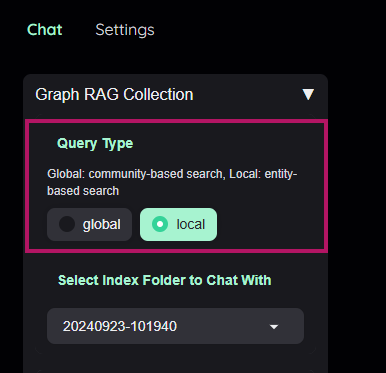 Chat Settings
Graph RAG Collection ▼
Query Type
Global: community-based search, Local: entity-
based search
global local
Select Index Folder to Chat With
20240923-101940